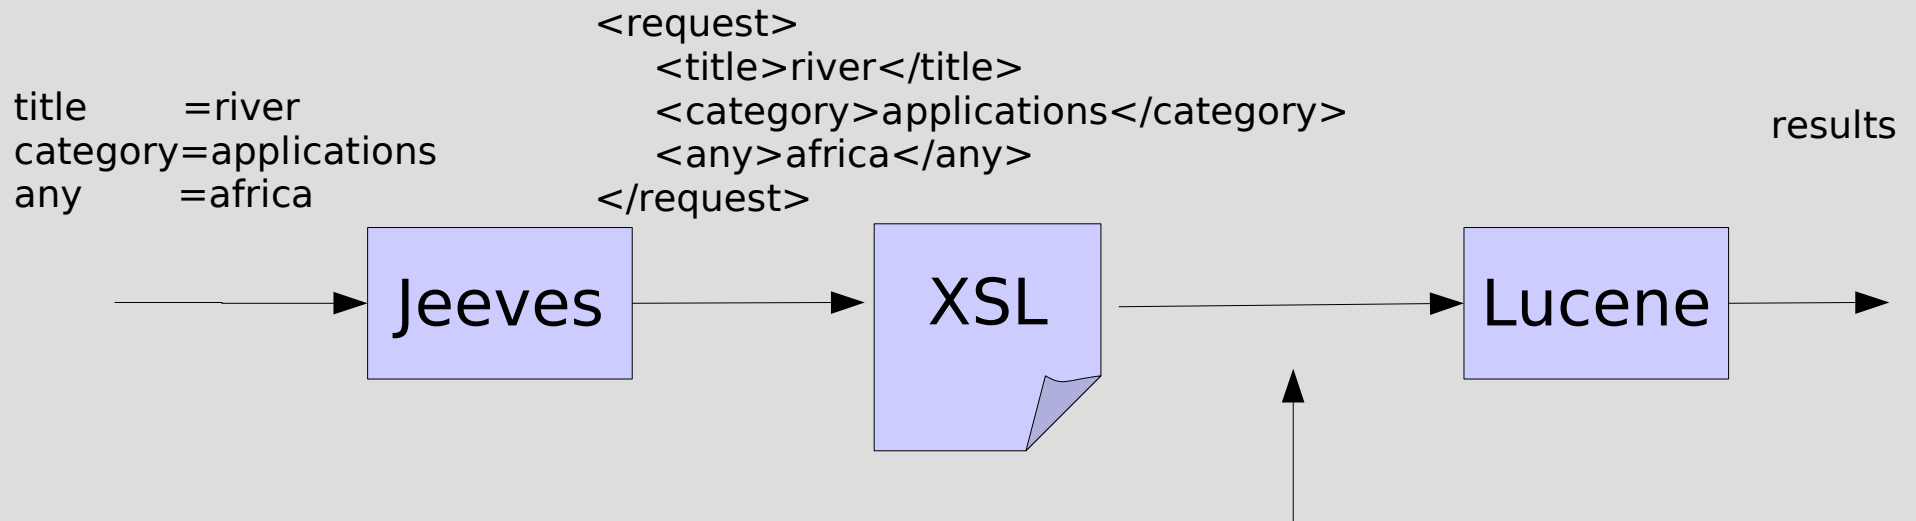 title =river
category=applications
any =africa
<request>
<title>river</title>
<category>applications</category>
<any>africa</any>
</request>
results
Jeeves
XSL
Lucene